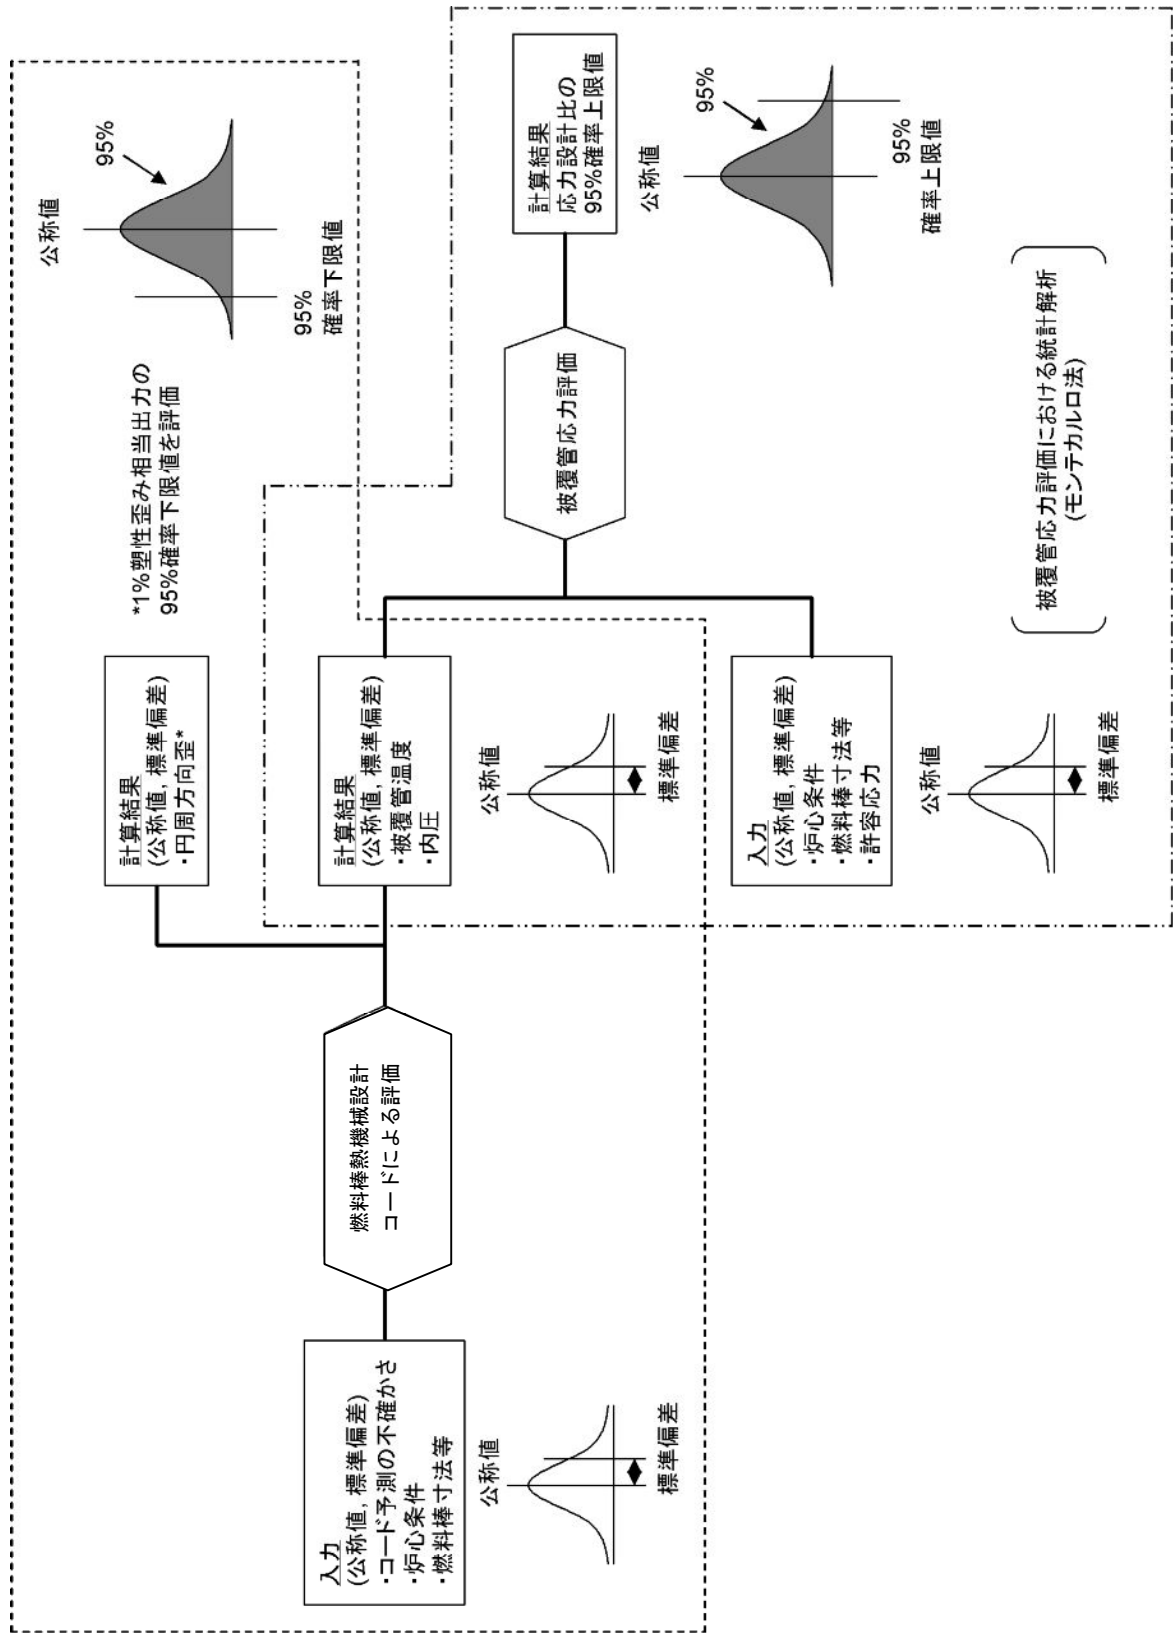 入力
(公称値, 標準偏差)
・コード予測の不確かさ
・炉心条件
・燃料棒寸法等
公称値
標準偏差
燃料棒熱機械設計
コードによる評価
計算結果
(公称値, 標準偏差)
・円周方向歪*
*1%塑性歪み相当出力の
95%確率下限値を評価
公称値
95%
95%
確率下限値
計算結果
(公称値, 標準偏差)
・被覆管温度
・内圧
公称値
標準偏差
入力
(公称値, 標準偏差)
・炉心条件
・燃料棒寸法等
・許容応力
公称値
標準偏差
被覆管応力評価
計算結果
応力設計比の
95%確率上限値
公称値
95%
95%
確率上限値
被覆管応力評価における統計解析
(モンテカルロ法)